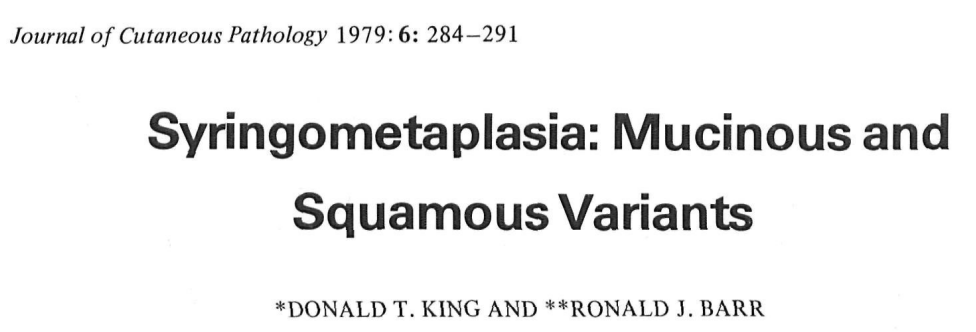 Journal of Cutaneous Pathology 1979: 6: 284–291
Syringometaplasia: Mucinous and
Squamous Variants
*DONALD T. KING AND **RONALD J. BARR